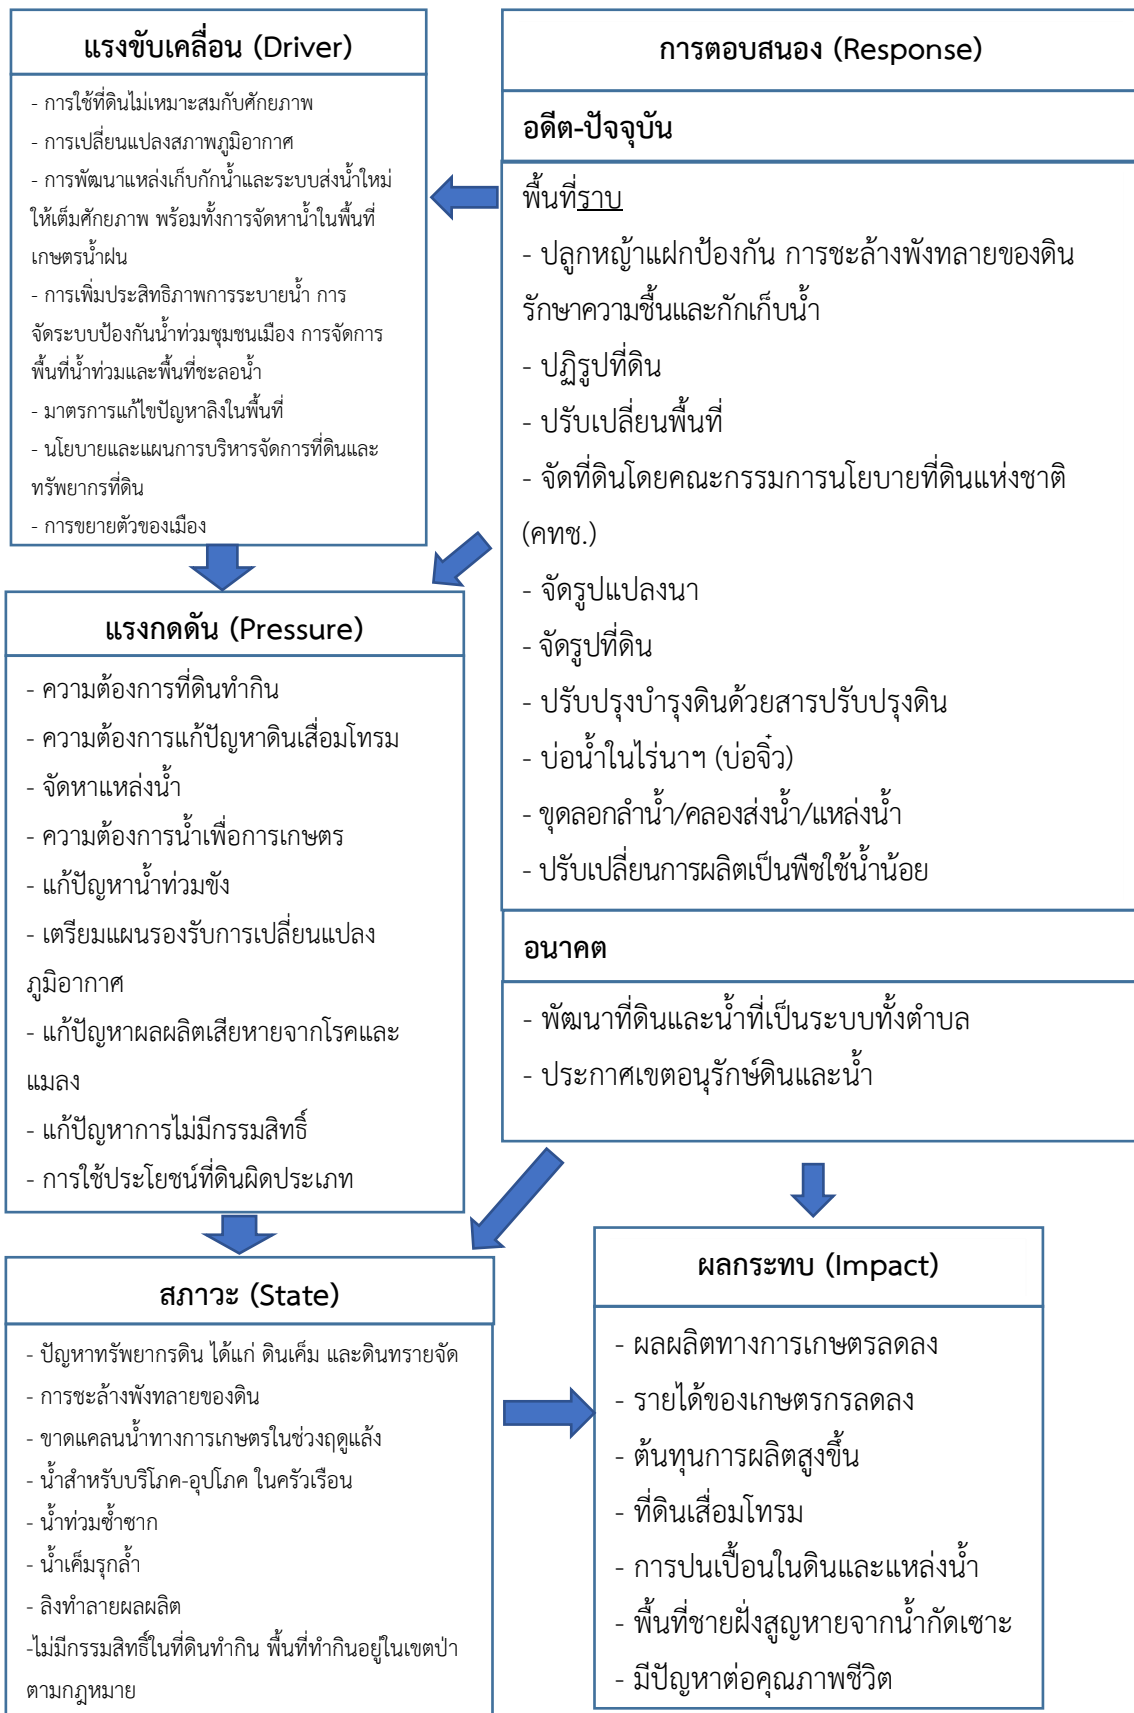 แรงขับเคลื่อน (Driver)
- การใช้ที่ดินไม่เหมาะสมกับศักยภาพ
- การเปลี่ยนแปลงสภาพภูมิอากาศ
- การพัฒนาแหล่งเก็บกักน้ำและระบบส่งน้ำใหม่
ให้เต็มศักยภาพ พร้อมทั้งการจัดหาน้ำในพื้นที่
เกษตรน้ำฝน
- การเพิ่มประสิทธิภาพการระบายน้ำ การ
จัดระบบป้องกันน้ำท่วมชุมชนเมือง การจัดการ
พื้นที่น้ำท่วมและพื้นที่ชะลอน้ำ
- มาตรการแก้ไขปัญหาลิงในพื้นที่
- นโยบายและแผนการบริหารจัดการที่ดินและ
ทรัพยากรที่ดิน
- การขยายตัวของเมือง
แรงกดดัน (Pressure)
- ความต้องการที่ดินทำกิน
- ความต้องการแก้ปัญหาดินเสื่อมโทรม
- จัดหาแหล่งน้ำ
- ความต้องการน้ำเพื่อการเกษตร
- แก้ปัญหาน้ำท่วมขัง
- เตรียมแผนรองรับการเปลี่ยนแปลง
ภูมิอากาศ
- แก้ปัญหาผลผลิตเสียหายจากโรคและ
แมลง
- แก้ปัญหาการไม่มีกรรมสิทธิ์
- การใช้ประโยชน์ที่ดินผิดประเภท
สภาวะ (State)
- ปัญหาทรัพยากรดิน ได้แก่ ดินเค็ม และดินทรายจัด
- การชะล้างพังทลายของดิน
- ขาดแคลนน้ำทางการเกษตรในช่วงฤดูแล้ง
- น้ำสำหรับบริโภค-อุปโภค ในครัวเรือน
- น้ำท่วมซ้ำซาก
- น้ำเค็มรุกล้ำ
- ลิงทำลายผลผลิต
-ไม่มีกรรมสิทธิ์ในที่ดินทำกิน พื้นที่ทำกินอยู่ในเขตป่า
ตามกฎหมาย
การตอบสนอง (Response)
อดีต-ปัจจุบัน
พื้นที่ราบ
- ปลูกหญ้าแฝกป้องกัน การชะล้างพังทลายของดิน
รักษาความชื้นและกักเก็บน้ำ
- ปฏิรูปที่ดิน
- ปรับเปลี่ยนพื้นที่
- จัดที่ดินโดยคณะกรรมการนโยบายที่ดินแห่งชาติ
(คทช.)
- จัดรูปแปลงนา
- จัดรูปที่ดิน
- ปรับปรุงบำรุงดินด้วยสารปรับปรุงดิน
- บ่อน้ำในไร่นาฯ (บ่อจิ๋ว)
- ขุดลอกลำน้ำ/คลองส่งน้ำ/แหล่งน้ำ
- ปรับเปลี่ยนการผลิตเป็นพืชใช้น้ำน้อย
อนาคต
- พัฒนาที่ดินและน้ำที่เป็นระบบทั้งตำบล
- ประกาศเขตอนุรักษ์ดินและน้ำ
ผลกระทบ (Impact)
- ผลผลิตทางการเกษตรลดลง
- รายได้ของเกษตรกรลดลง
- ต้นทุนการผลิตสูงขึ้น
- ที่ดินเสื่อมโทรม
- การปนเปื้อนในดินและแหล่งน้ำ
- พื้นที่ชายฝั่งสูญหายจากน้ำกัดเซาะ
- มีปัญหาต่อคุณภาพชีวิต